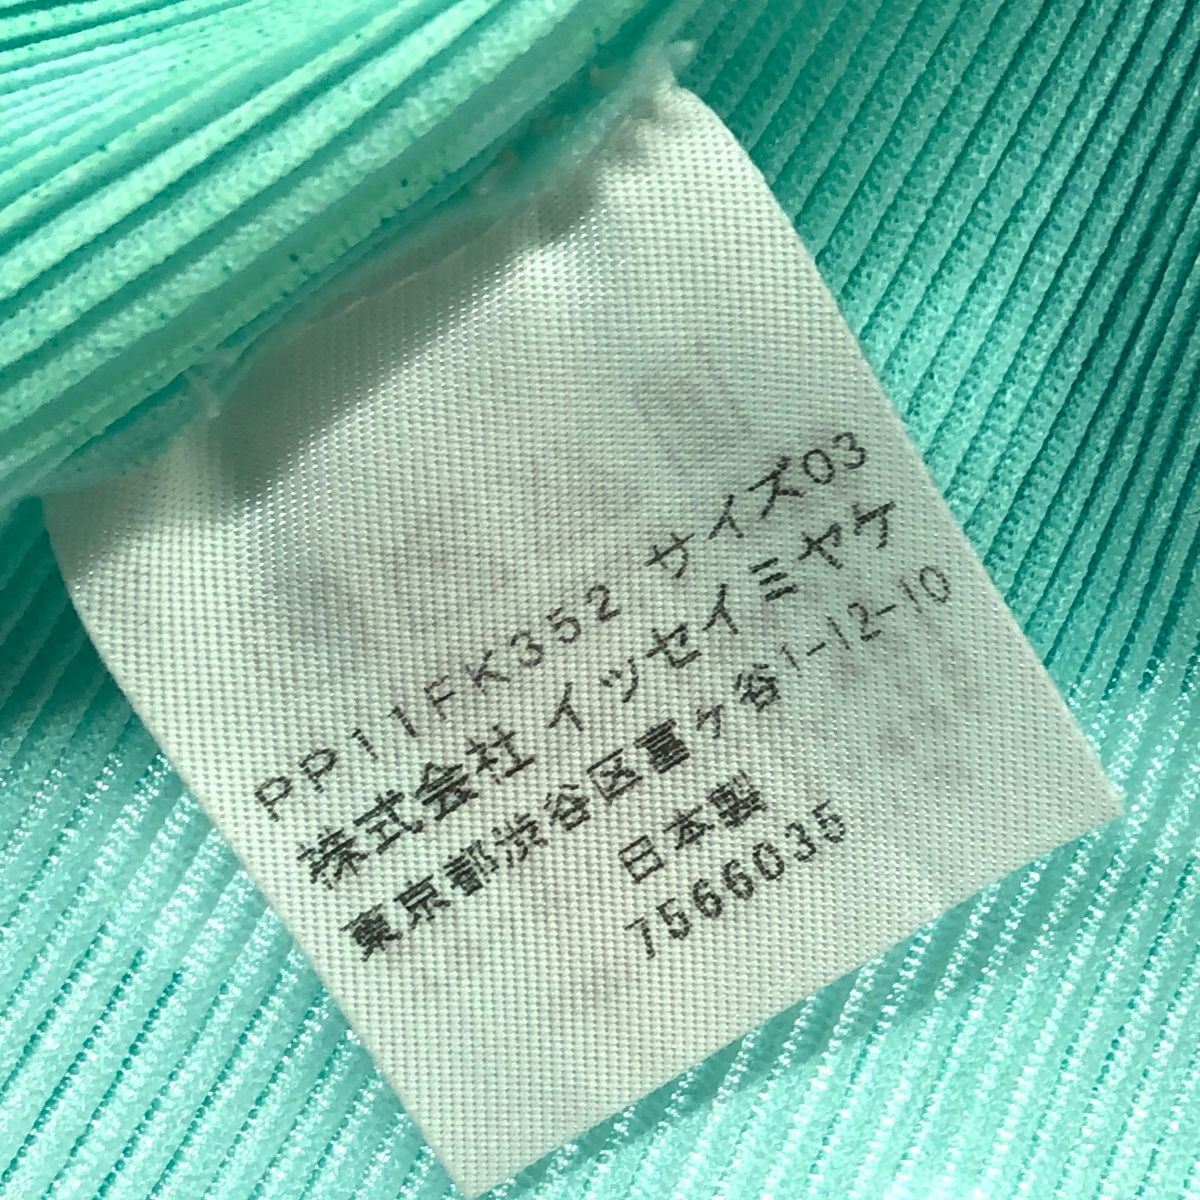 PP11FK352 サイズ03
株式会社 イッセイミヤケ
東京都渋谷区富ヶ谷1-12-10
日本製
7566035